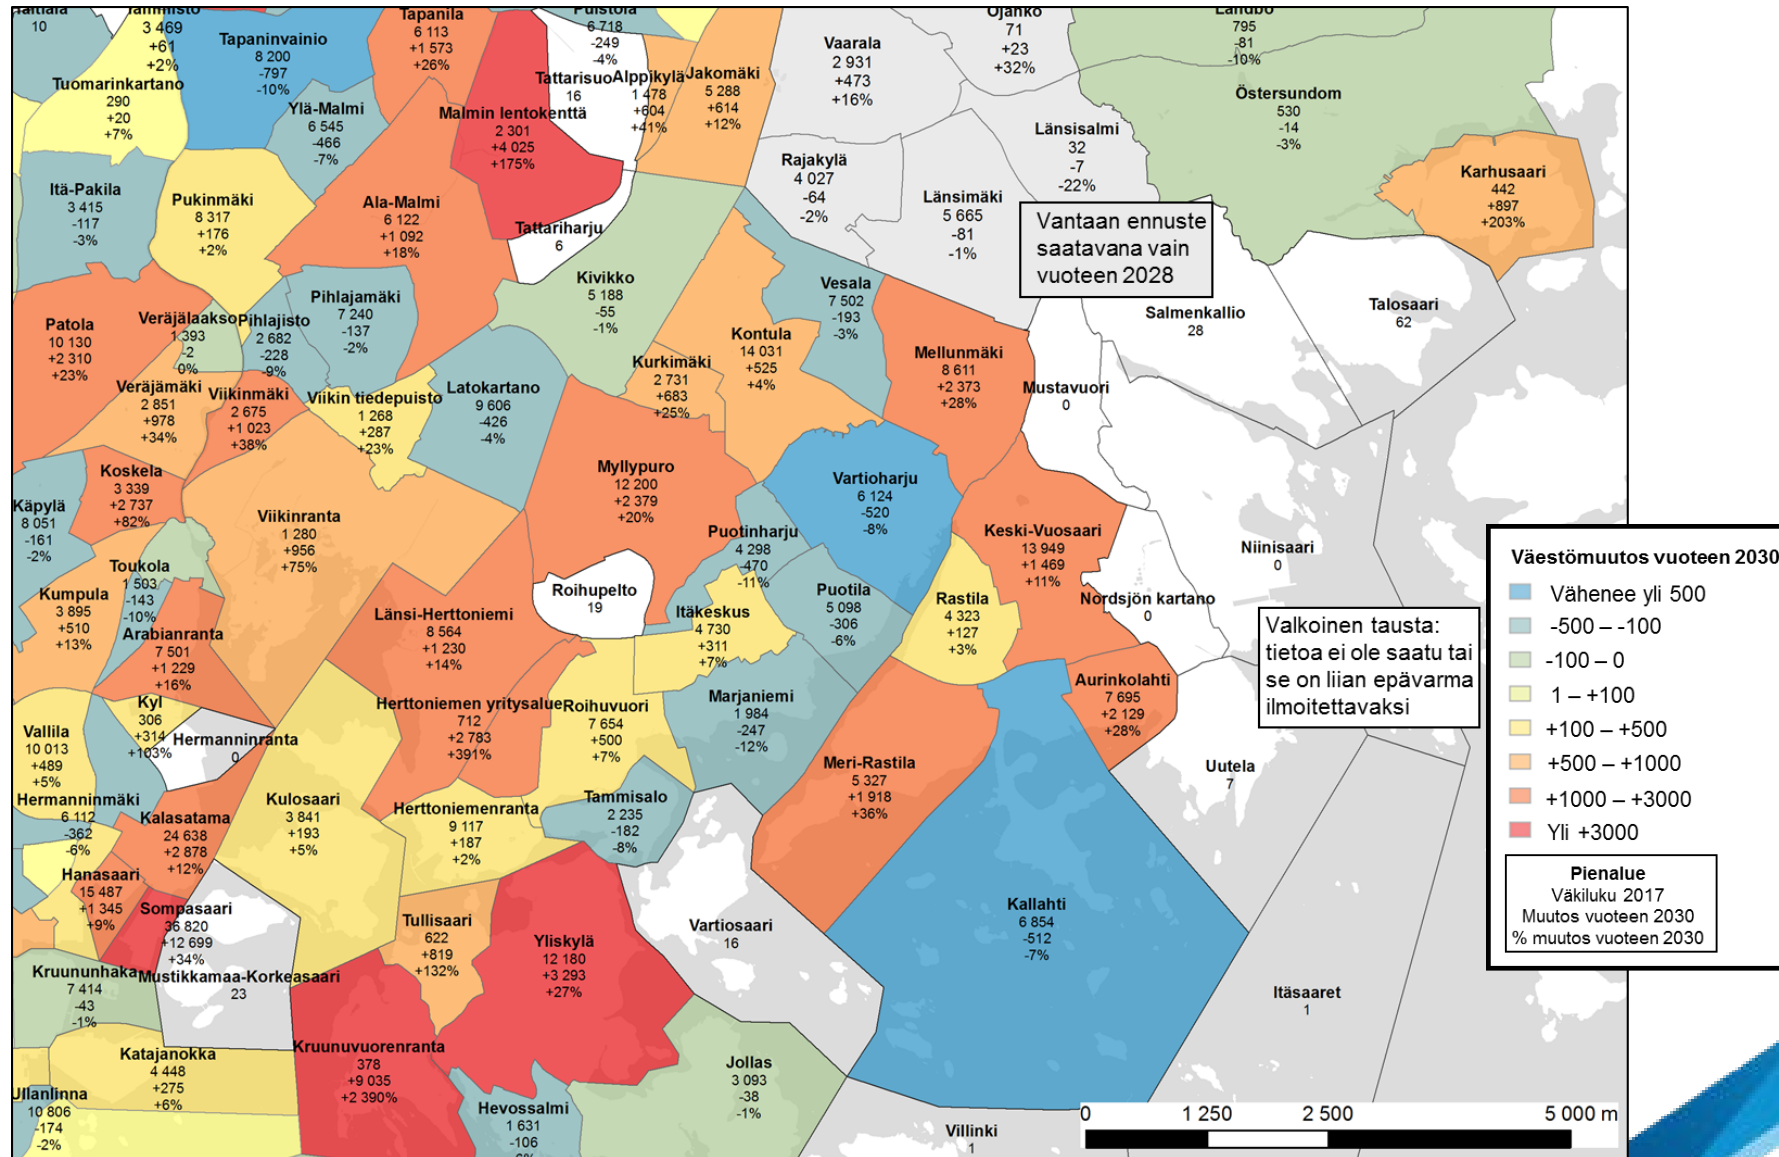 10
Tammisto
3 469
+61
+2%
Tapaninvainio
8 200
-797
-10%
Tapanila
6 113
+1 573
+26%
Puistola
6 718
-249
-4%
Ojanko
71
+23
+32%
Landbo
795
-81
-10%
Tuomarinkartano
290
+20
+7%
Ylä-Malmi
6 545
-466
-7%
Malmin lentokenttä
2 301
+4 025
+175%
Tattarisuo
16
Alppikylä
1 478
+604
+41%
Jakomäki
5 288
+614
+12%
Vaarala
2 931
+473
+16%
Länsisalmi
32
-7
-22%
Östersundom
530
-14
-3%
Karhusaari
442
+897
+203%
Itä-Pakila
3 415
-117
-3%
Pukinmäki
8 317
+176
+2%
Ala-Malmi
6 122
+1 092
+18%
Tattariharju
6
Rajakylä
4 027
-64
-2%
Länsimäki
5 665
-81
-1%
Vantaan ennuste
saatavana vain
vuoteen 2028
Patola
10 130
+2 310
+23%
Veräjälaakso
1 393
-2
0%
Pihlajisto
2 682
-228
-9%
Pihlajamäki
7 240
-137
-2%
Kivikko
5 188
-55
-1%
Kontula
14 031
+525
+4%
Vesala
7 502
-193
-3%
Mellunmäki
8 611
+2 373
+28%
Salmenkallio
28
Talosaari
62
Veräjämäki
2 851
+978
+34%
Viikinmäki
2 675
+1 023
+38%
Viikin tiedepuisto
1 268
+287
+23%
Latokartano
9 606
-426
-4%
Kurkimäki
2 731
+683
+25%
Mustavuori
0
Koskela
3 339
+2 737
+82%
Käpylä
8 051
-161
-2%
Viikinranta
1 280
+956
+75%
Myllypuro
12 200
+2 379
+20%
Vartioharju
6 124
-520
-8%
Puotinharju
4 298
-470
-11%
Keski-Vuosaari
13 949
+1 469
+11%
Niinisaari
0
Toukola
1 503
-143
-10%
Kumpula
3 895
+510
+13%
Roihupelto
19
Puotila
5 098
-306
-6%
Rastila
4 323
+127
+3%
Nordsjön kartano
0
Arabianranta
7 501
+1 229
+16%
Länsi-Herttoniemi
8 564
+1 230
+14%
Itäkeskus
4 730
+311
+7%
Valkoinen tausta:
tietoa ei ole saatu tai
se on liian epävarma
ilmoitettavaksi
Kyl
306
+314
+103%
Vallila
10 013
+489
+5%
Hermanninranta
0
Herttoniemen yritysalue
712
+2 783
+391%
Roihuvuori
7 654
+500
+7%
Marjaniemi
1 984
-247
-12%
Aurinkolahti
7 695
+2 129
+28%
Meri-Rastila
5 327
+1 918
+36%
Uutela
7
Hermanninmäki
6 112
-362
-6%
Kalasatama
24 638
+2 878
+12%
Kulosaari
3 841
+193
+5%
Herttoniemenranta
9 117
+187
+2%
Tammisalo
2 235
-182
-8%
Hanasaari
15 487
+1 345
+9%
Sompasaari
36 820
+12 699
+34%
Tullisaari
622
+819
+132%
Yliskylä
12 180
+3 293
+27%
Vartiosaari
16
Kallahti
6 854
-512
-7%
Kruununhaka
7 414
-43
-1%
Mustikkamaa-Korkeasaari
23
Itäsaaret
1
Katajanokka
4 448
+275
+6%
Kruunuvuorenranta
378
+9 035
+2 390%
Jollas
3 093
-38
-1%
Ullanlinna
10 806
-174
-2%
Hevossalmi
1 631
-106
Villinki
1
Väestömuutos vuoteen 2030
Vähenee yli 500
-500 – -100
-100 – 0
1 – +100
+100 – +500
+500 – +1000
+1000 – +3000
Yli +3000
Pienalue
Väkiluku 2017
Muutos vuoteen 2030
% muutos vuoteen 2030
0 1 250 2 500 5 000 m